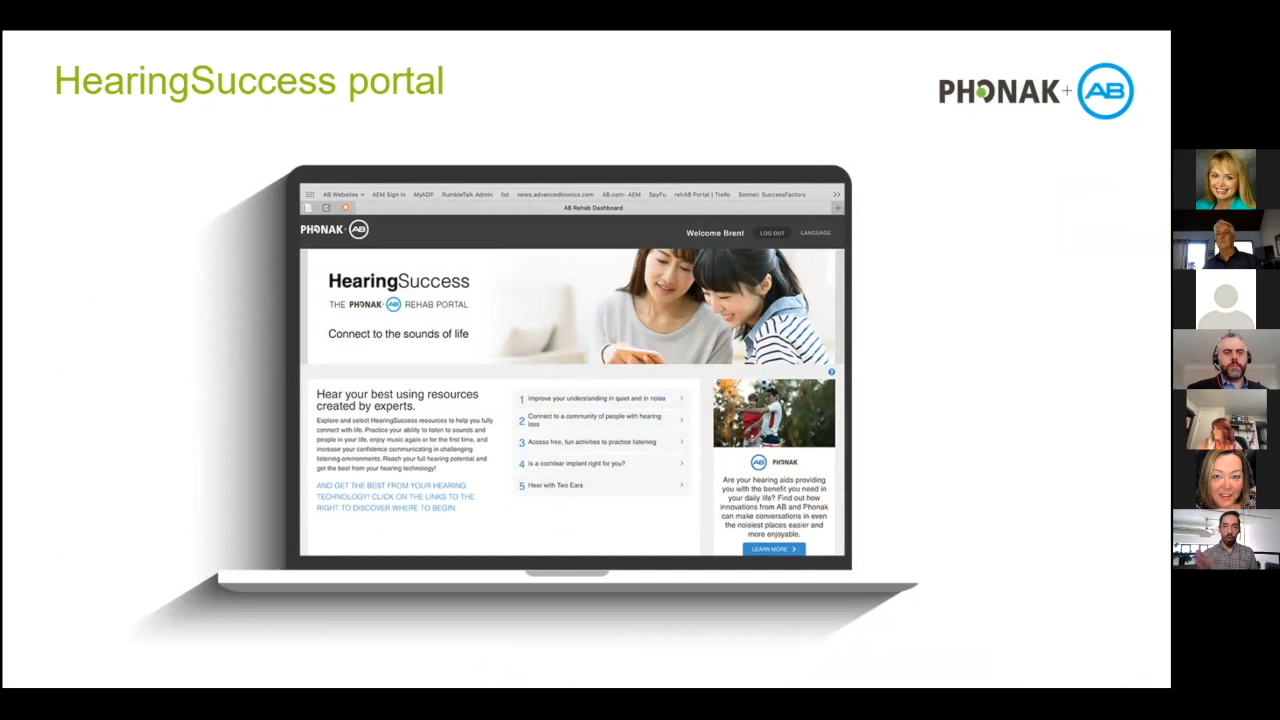 HearingSuccess portal
PHONAK + AB
AB Websites AEM Sign In MyADP RumbleTalk Admin list news.advancedbionics.com AB.com- AEM SpyFu rehAB Portal | Trello Sonnet: SuccessFactors >>
AB Rehab Dashboard +
PHONAK + AB
Welcome Brent LOG OUT LANGUAGE
HearingSuccess
THE PHONAK + AB REHAB PORTAL
Connect to the sounds of life
?
Hear your best using resources
created by experts.
Explore and select HearingSuccess resources to help you fully
connect with life. Practice your ability to listen to sounds and
people in your life, enjoy music again or for the first time, and
increase your confidence communicating in challenging
listening environments. Reach your full hearing potential and
get the best from your hearing technology!
AND GET THE BEST FROM YOUR HEARING
TECHNOLOGY! CLICK ON THE LINKS TO THE
RIGHT TO DISCOVER WHERE TO BEGIN.
1 Improve your understanding in quiet and in noise >
2 Connect to a community of people with hearing
loss >
3 Access free, fun activities to practice listening >
4 Is a cochlear implant right for you? >
5 Hear with Two Ears >
AB PHONAK
Are your hearing aids providing
you with the benefit you need in
your daily life? Find out how
innovations from AB and Phonak
can make conversations in even
the noisiest places easier and
more enjoyable.
LEARN MORE >